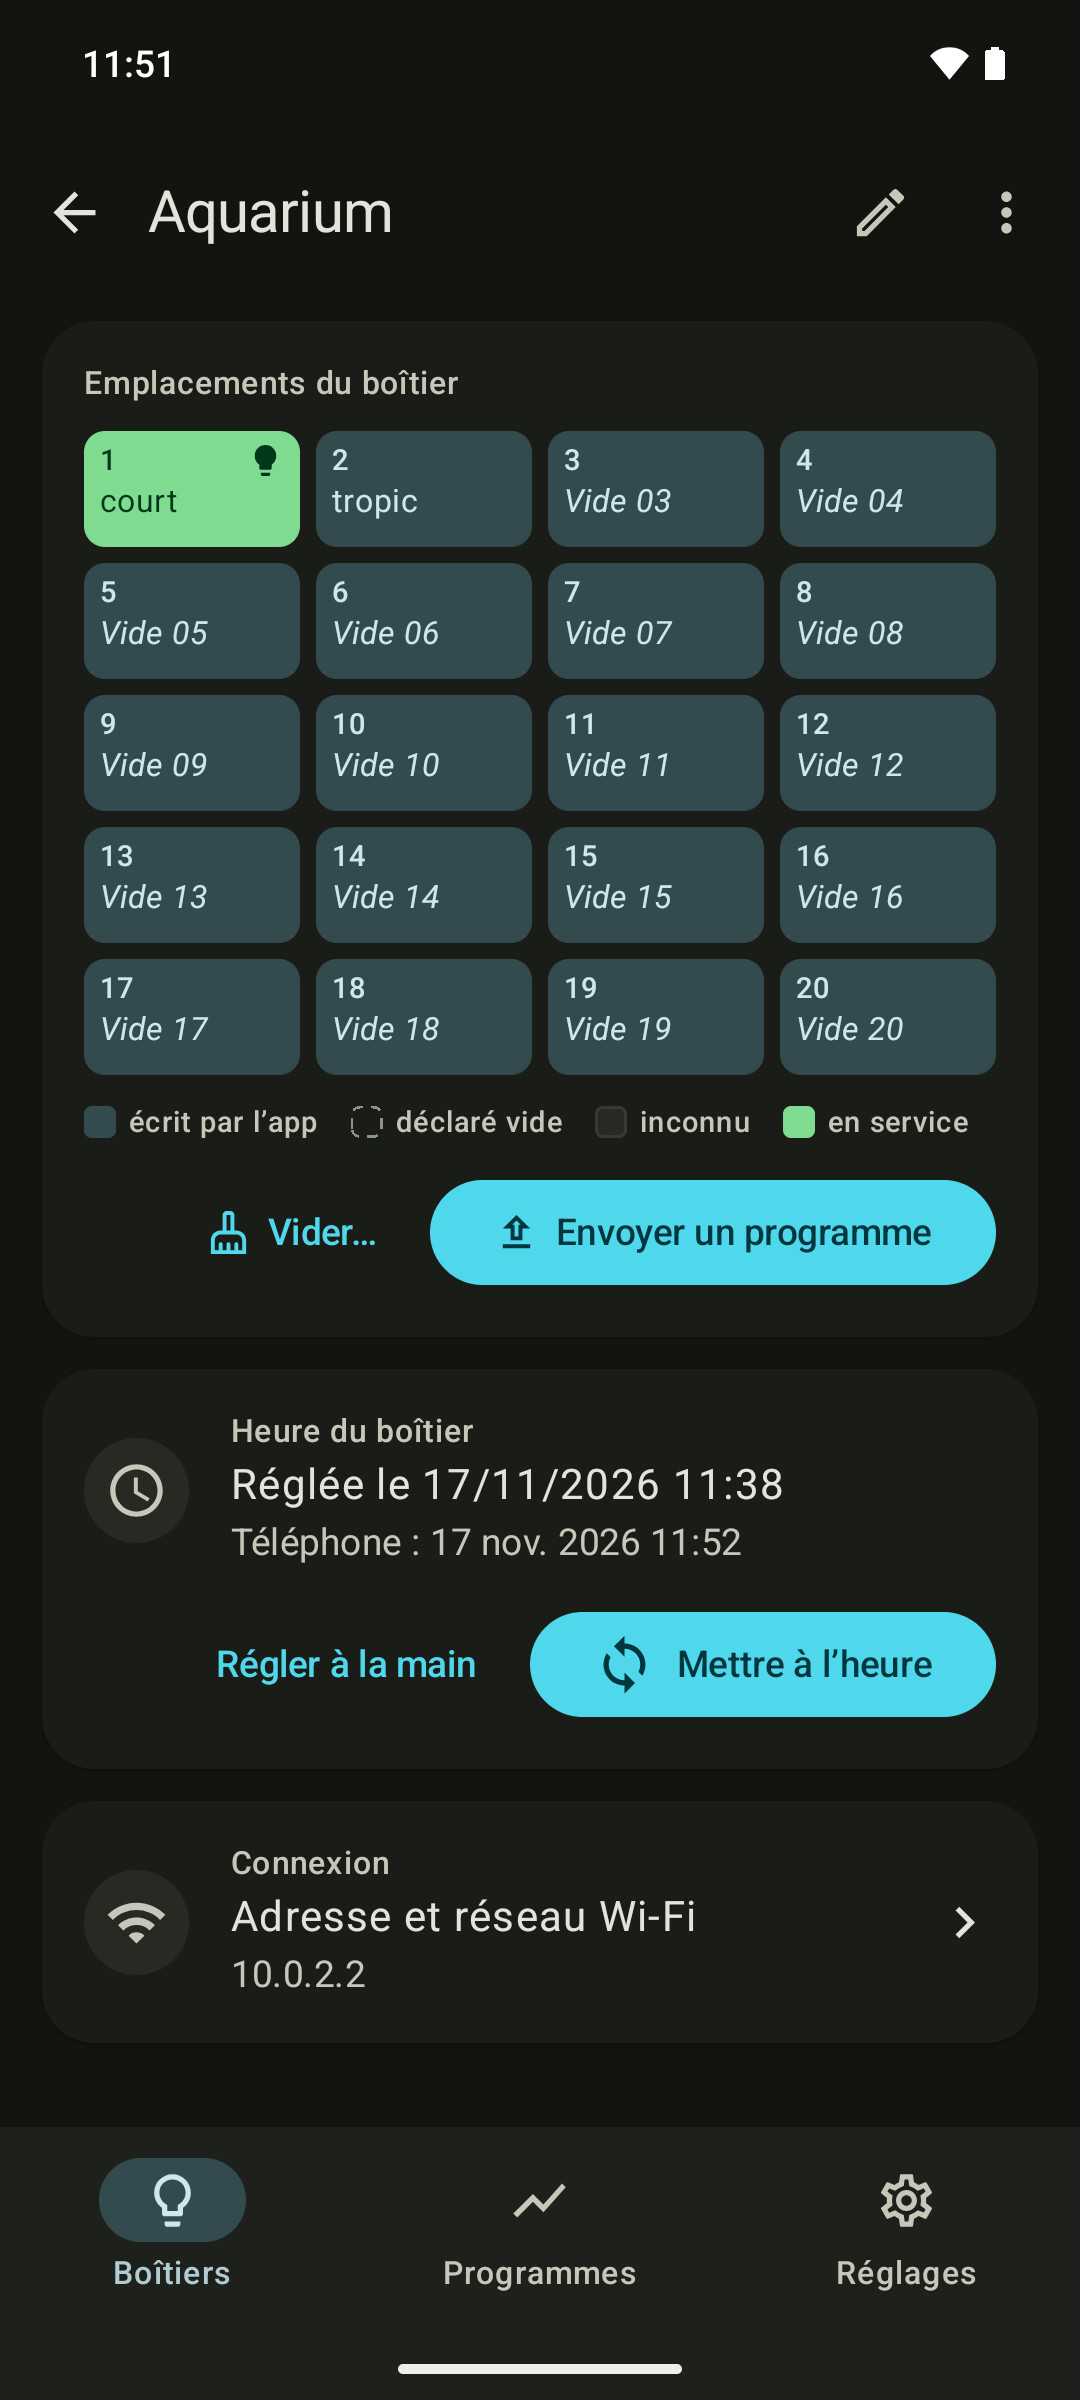 11:51
Aquarium
Emplacements du boîtier
1
court
2
tropic
3
Vide 03
4
Vide 04
5
Vide 05
6
Vide 06
7
Vide 07
8
Vide 08
9
Vide 09
10
Vide 10
11
Vide 11
12
Vide 12
13
Vide 13
14
Vide 14
15
Vide 15
16
Vide 16
17
Vide 17
18
Vide 18
19
Vide 19
20
Vide 20
écrit par l’app déclaré vide inconnu en service
Vider… Envoyer un programme
Heure du boîtier
Réglée le 17/11/2026 11:38
Téléphone : 17 nov. 2026 11:52
Régler à la main Mettre à l’heure
Connexion
Adresse et réseau Wi-Fi
10.0.2.2
Boîtiers Programmes Réglages